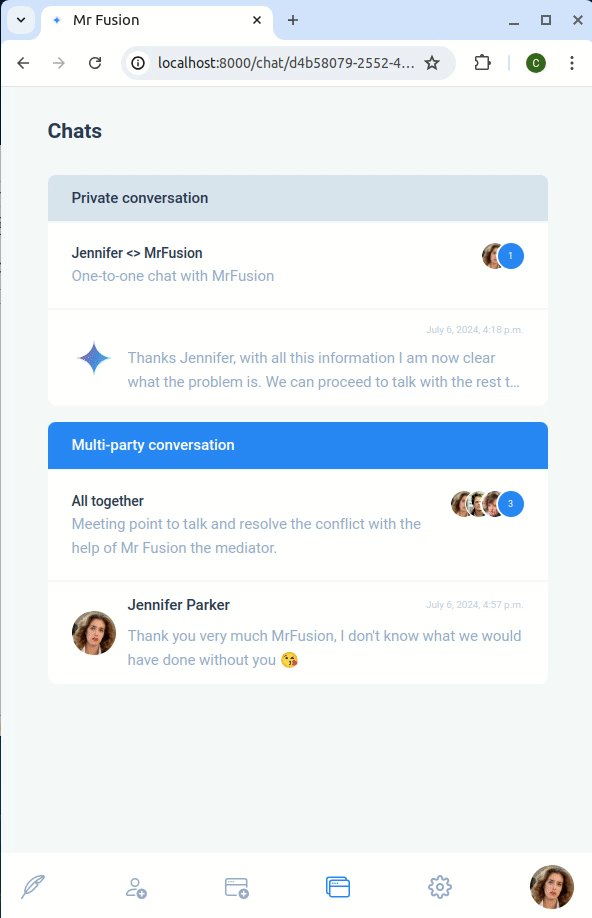 Mr Fusion
localhost:8000/chat/d4b58079-2552-4...
C
Chats
Private conversation
Jennifer <> MrFusion
1
One-to-one chat with MrFusion
July 6, 2024, 4:18 p.m.
Thanks Jennifer, with all this information I am now clear
what the problem is. We can proceed to talk with the rest t...
Multi-party conversation
All together
3
Meeting point to talk and resolve the conflict with the
help of Mr Fusion the mediator.
Jennifer Parker
July 6, 2024, 4:57 p.m.
Thank you very much MrFusion, I don't know what we would
have done without you 😘